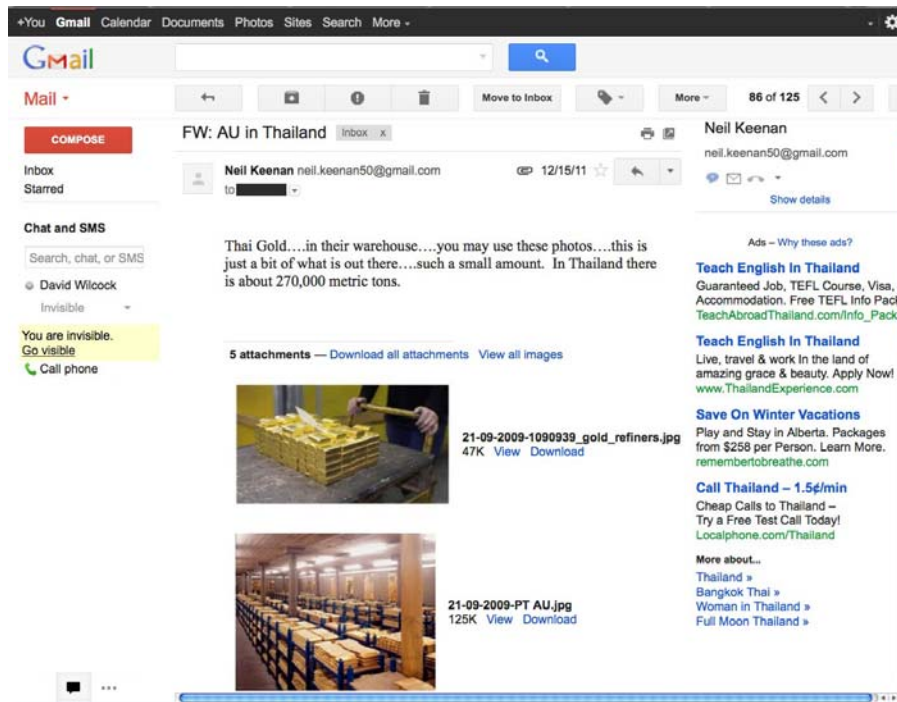 +You Gmail Calendar Documents Photos Sites Search More
Gmail
Mail
Move to Inbox
More
86 of 125
COMPOSE
Inbox
Starred
Chat and SMS
Search, chat, or SMS
David Wilcock
Invisible
You are invisible.
Go visible
Call phone
FW: AU in Thailand Inbox x
Neil Keenan neil.keenan50@gmail.com 12/15/11
to
Thai Gold….in their warehouse….you may use these photos….this is
just a bit of what is out there….such a small amount. In Thailand there
is about 270,000 metric tons.
5 attachments — Download all attachments View all images
21-09-2009-1090939_gold_refiners.jpg
47K View Download
21-09-2009-PT AU.jpg
125K View Download
Neil Keenan
neil.keenan50@gmail.com
Show details
Ads – Why these ads?
Teach English In Thailand
Guaranteed Job, TEFL Course, Visa,
Accommodation. Free TEFL Info Pack
TeachAbroadThailand.com/Info_Pack
Teach English In Thailand
Live, travel & work In the land of
amazing grace & beauty. Apply Now!
www.ThailandExperience.com
Save On Winter Vacations
Play and Stay in Alberta. Packages
from $258 per Person. Learn More.
remembertobreathe.com
Call Thailand – 1.5¢/min
Cheap Calls to Thailand –
Try a Free Test Call Today!
Localphone.com/Thailand
More about...
Thailand »
Bangkok Thai »
Woman in Thailand »
Full Moon Thailand »